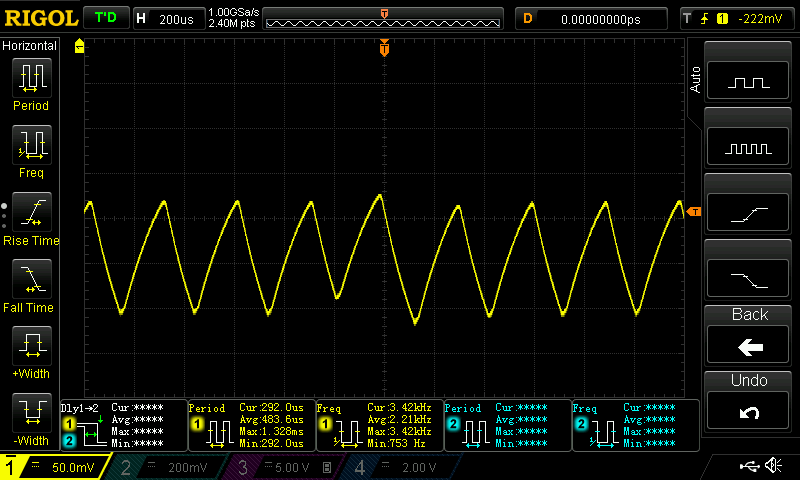 RIGOL T'D H 200us 1.00GSa/s 2.40M pts T D 0.00000000ps T 1 -222mV
Horizontal
T
Auto
Period
Freq
Rise Time
T
Fall Time
+Width
-Width
Back
Undo
Dly1→2 Cur:***** Period Cur:292.0us Freq Cur:3.42kHz Period Cur:***** Freq Cur:*****
1 Avg:***** 1 Avg:483.6us 1 Avg:2.21kHz 2 Avg:***** 2 Avg:*****
2 Max:***** Max:1.328ms Max:3.42kHz Max:***** Max:*****
Min:***** Min:292.0us Min:753 Hz Min:***** Min:*****
1 50.0mV 2 200mV 3 5.00 V B 4 2.00 V